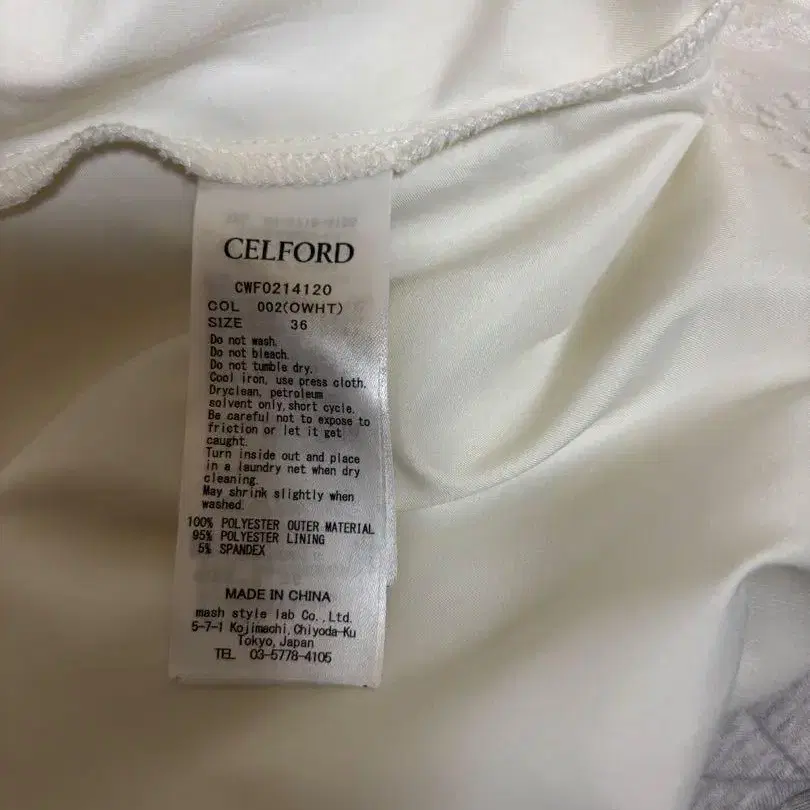 CELFORD
CWF0214120
COL 002(OWHT)
SIZE 36
Do not wash.
Do not bleach.
Do not tumble dry.
Cool iron, use press cloth.
Dryclean, petroleum
solvent only,short cycle.
Be careful not to expose to
friction or let it get
caught.
Turn inside out and place
in a laundry net when dry
cleaning.
May shrink slightly when
washed.
100% POLYESTER OUTER MATERIAL
95% POLYESTER LINING
5% SPANDEX
MADE IN CHINA
mash style lab Co.,Ltd.
5-7-1 Kojimachi,Chiyoda-Ku
Tokyo,Japan
TEL 03-5778-4105